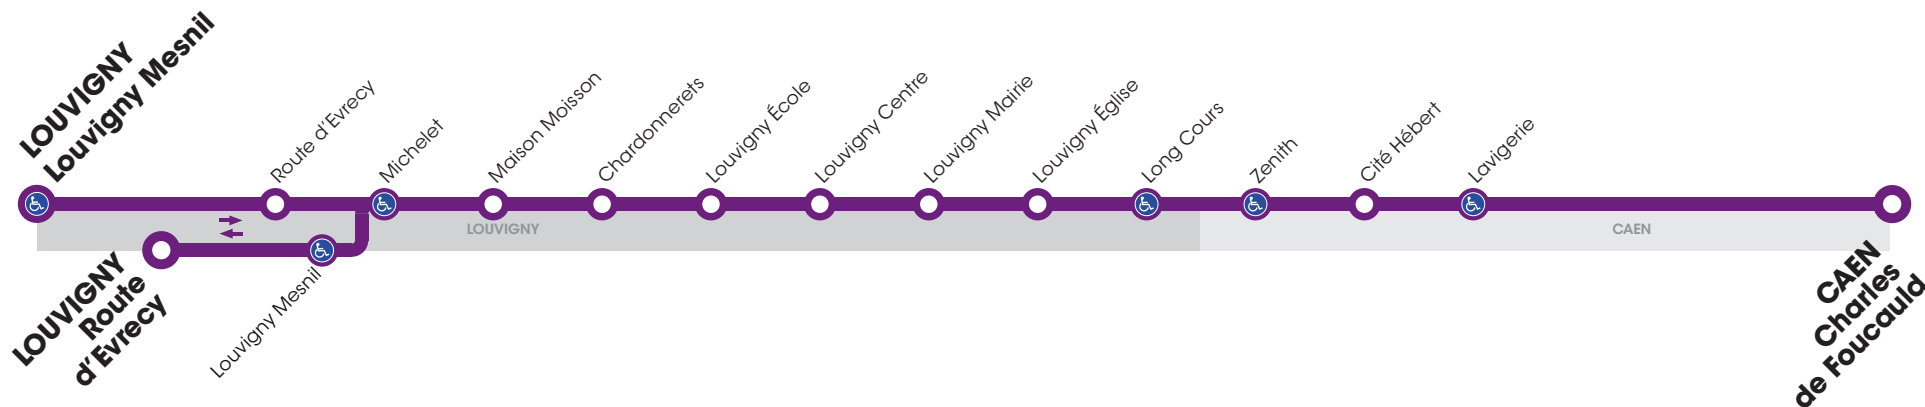 LOUVIGNY
Louvigny Mesnil
Route d'Evrecy
Michelet
Maison Moisson
Chardonnerets
Louvigny École
Louvigny Centre
Louvigny Mairie
Louvigny Église
Long Cours
Zenith
Cité Hébert
Lavigerie
LOUVIGNY
CAEN
LOUVIGNY
Route
d'Evrecy
Louvigny Mesnil
CAEN
Charles
de Foucauld